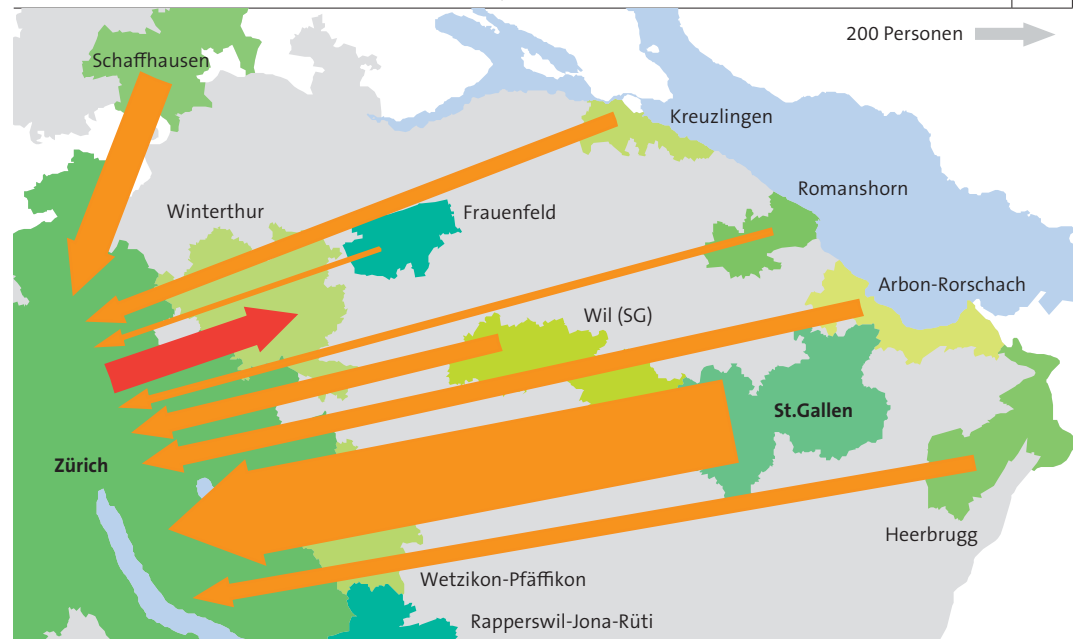 200 Personen
Schaffhausen
Kreuzlingen
Romanshorn
Winterthur
Frauenfeld
Arbon-Rorschach
Wil (SG)
St.Gallen
Zürich
Heerbrugg
Wetzikon-Pfäffikon
Rapperswil-Jona-Rüti